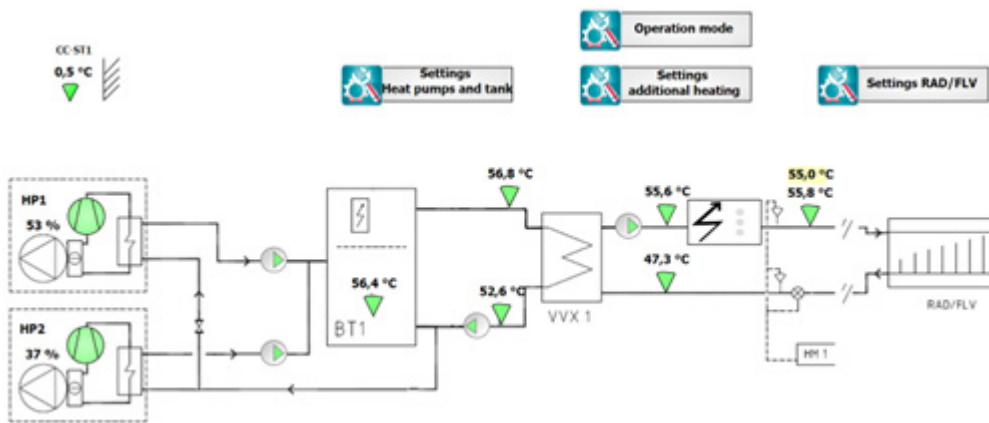 Operation mode
CC-ST1
0,5 °C
Settings
Heat pumps and tank
Settings
additional heating
Settings RAD/FLV
56,8 °C
55,6 °C
55,0 °C
55,8 °C
HP1
53 %
56,4 °C
BT1
52,6 °C
VVX 1
47,3 °C
RAD/FLV
HP2
37 %
HM 1